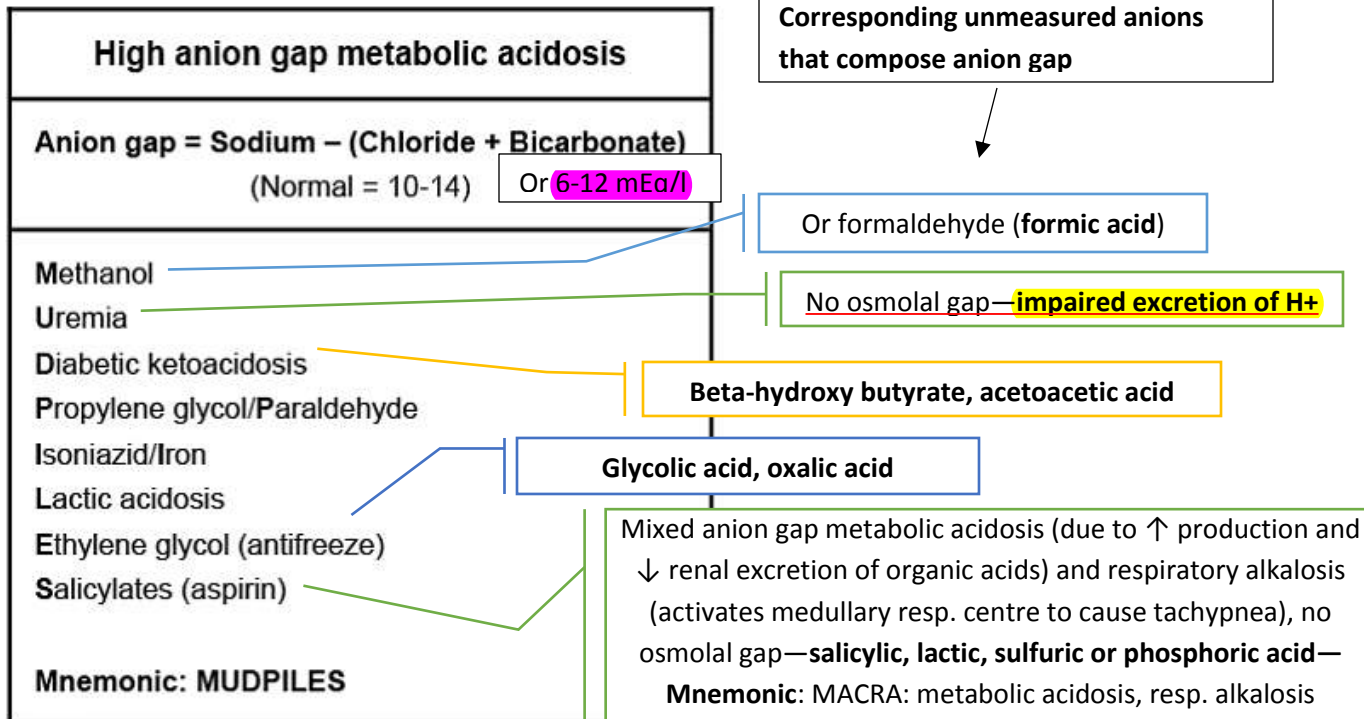 High anion gap metabolic acidosis
Corresponding unmeasured anions
that compose anion gap
Anion gap = Sodium – (Chloride + Bicarbonate)
(Normal = 10-14)
Or 6-12 mEq/l
Or formaldehyde (formic acid)
Methanol
Uremia
No osmolal gap—impaired excretion of H+
Diabetic ketoacidosis
Beta-hydroxy butyrate, acetoacetic acid
Propylene glycol/Paraldehyde
Isoniazid/Iron
Glycolic acid, oxalic acid
Lactic acidosis
Ethylene glycol (antifreeze)
Salicylates (aspirin)
Mixed anion gap metabolic acidosis (due to ↑ production and
↓ renal excretion of organic acids) and respiratory alkalosis
(activates medullary resp. centre to cause tachypnea), no
osmolal gap—salicylic, lactic, sulfuric or phosphoric acid—
Mnemonic: MACRA: metabolic acidosis, resp. alkalosis
Mnemonic: MUDPILES